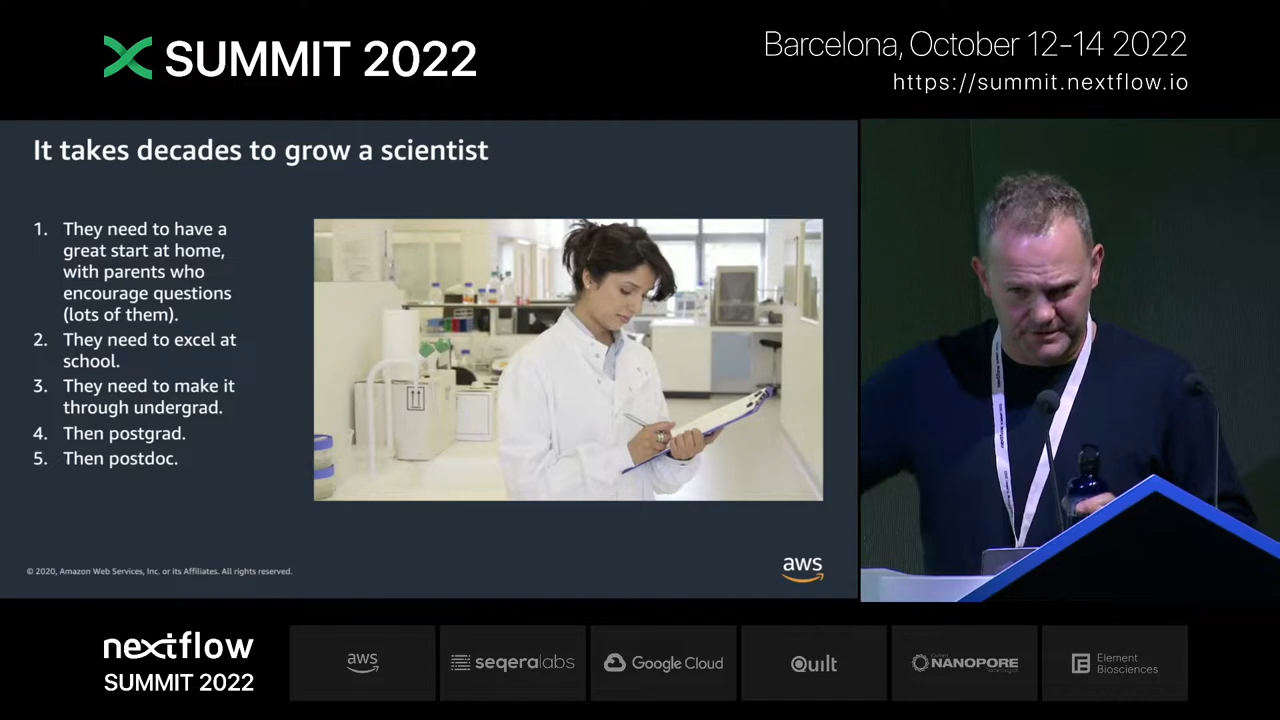 SUMMIT 2022
Barcelona, October 12-14 2022
https://summit.nextflow.io
It takes decades to grow a scientist
1. They need to have a
great start at home,
with parents who
encourage questions
(lots of them).
2. They need to excel at
school.
3. They need to make it
through undergrad.
4. Then postgrad.
5. Then postdoc.
© 2020, Amazon Web Services, Inc. or its Affiliates. All rights reserved.
aws
nextflow
SUMMIT 2022
aws
seqeralabs
Google Cloud
Quilt
NANOPORE
Element
Biosciences